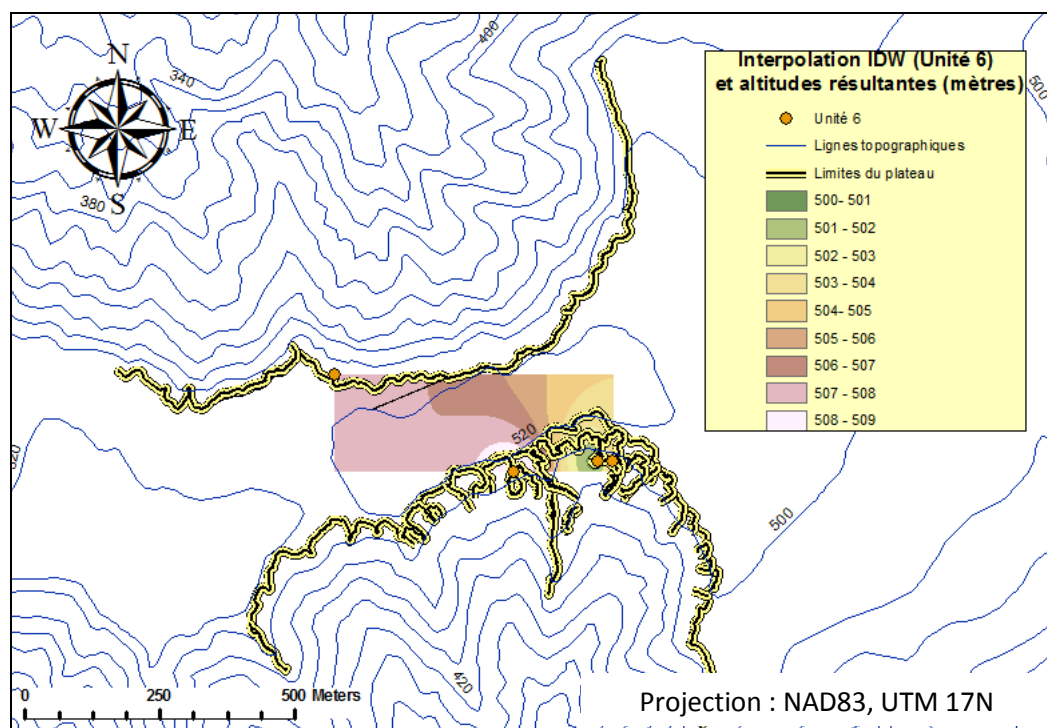 N
W E
S
340
380
400
500
520
520
500
420
Interpolation IDW (Unité 6)
et altitudes résultantes (mètres)
Unité 6
Lignes topographiques
Limites du plateau
500- 501
501 - 502
502 - 503
503 - 504
504- 505
505 - 506
506 - 507
507 - 508
508 - 509
0 250 500 Meters
Projection : NAD83, UTM 17N